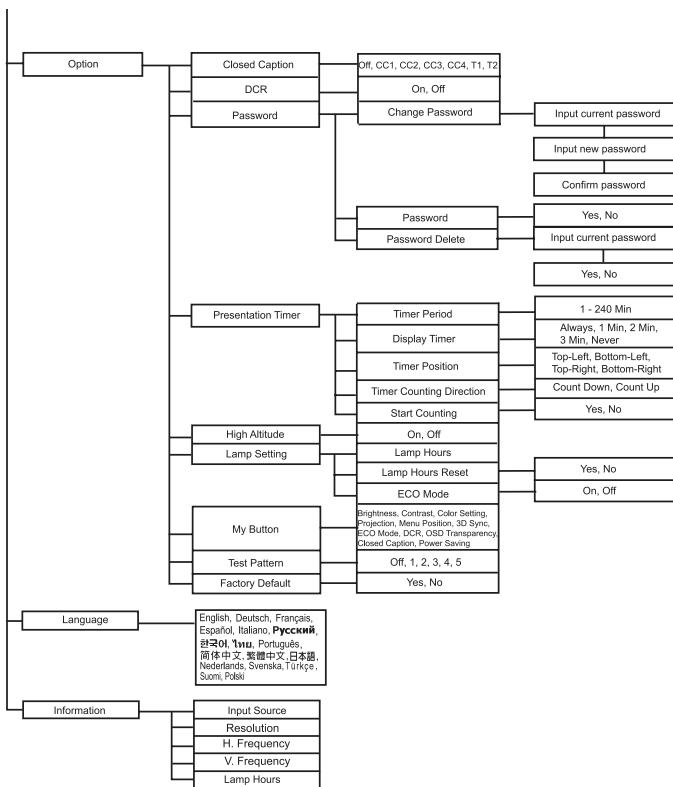 Option
Closed Caption
Off, CC1, CC2, CC3, CC4, T1, T2
DCR
On, Off
Password
Change Password
Input current password
Input new password
Confirm password
Password
Yes, No
Password Delete
Input current password
Yes, No
Presentation Timer
Timer Period
1 - 240 Min
Display Timer
Always, 1 Min, 2 Min,
3 Min, Never
Timer Position
Top-Left, Bottom-Left,
Top-Right, Bottom-Right
Timer Counting Direction
Count Down, Count Up
Start Counting
Yes, No
High Altitude
On, Off
Lamp Setting
Lamp Hours
Lamp Hours Reset
Yes, No
ECO Mode
On, Off
My Button
Brightness, Contrast, Color Setting,
Projection, Menu Position, 3D Sync,
ECO Mode, DCR, OSD Transparency,
Closed Caption, Power Saving
Test Pattern
Off, 1, 2, 3, 4, 5
Factory Default
Yes, No
Language
English, Deutsch, Français,
Español, Italiano, Русский,
한국어, ไทย, Português,
简体中文, 繁體中文, 日本語,
Nederlands, Svenska, Türkçe,
Suomi, Polski
Information
Input Source
Resolution
H. Frequency
V. Frequency
Lamp Hours